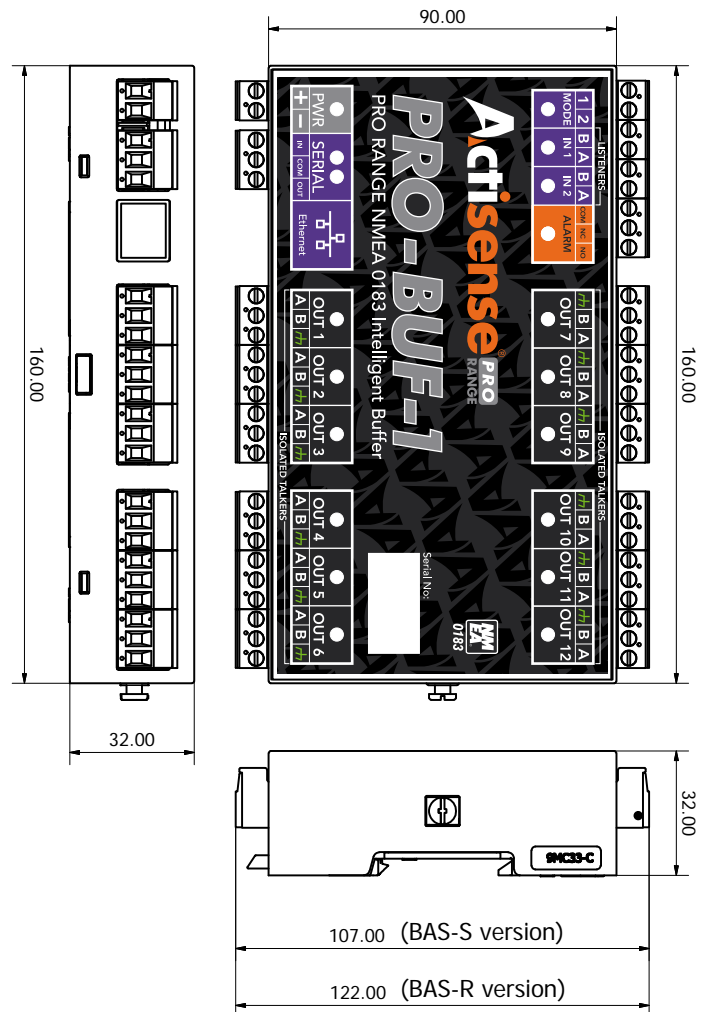 90.00
160.00
160.00
32.00
Actisense® PRO RANGE
PRO-BUF-1
PRO RANGE NMEA 0183 Intelligent Buffer
LISTENERS
1 2 B A B A COM NC NO
MODE IN 1 IN 2 ALARM
B A B A B A
OUT 7 OUT 8 OUT 9
ISOLATED TALKERS
B A B A B A
OUT 10 OUT 11 OUT 12
PWR SERIAL Ethernet
+ − IN COM OUT
OUT 1 OUT 2 OUT 3
A B A B A B
ISOLATED TALKERS
OUT 4 OUT 5 OUT 6
A B A B A B
Serial No:
NMEA
0183
32.00
9MC33-C
107.00 (BAS-S version)
122.00 (BAS-R version)